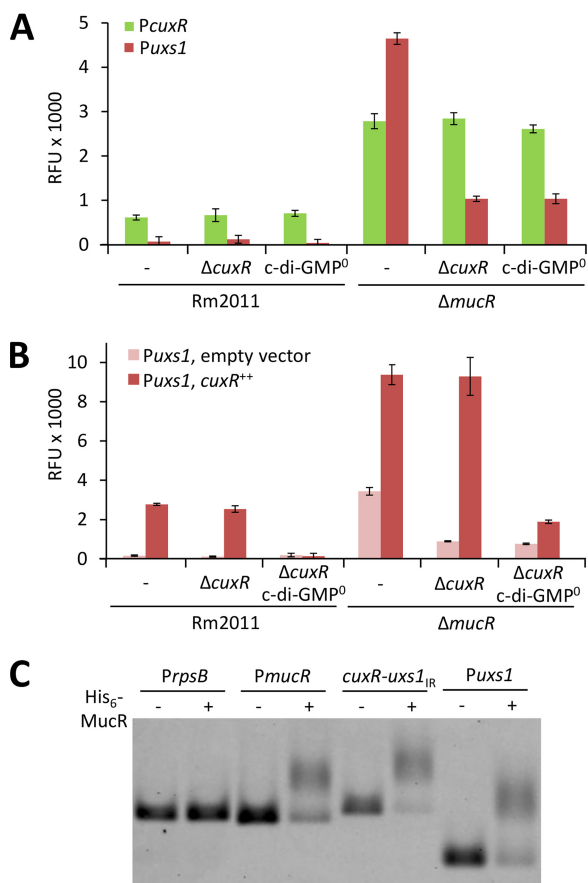 A
PcuxR
Puxs1
RFU x 1000
5
4
3
2
1
0
- ΔcuxR c-di-GMP⁰ - ΔcuxR c-di-GMP⁰
Rm2011 ΔmucR
B
Puxs1, empty vector
Puxs1, cuxR⁺⁺
RFU x 1000
10
8
6
4
2
0
- ΔcuxR ΔcuxR - ΔcuxR ΔcuxR
c-di-GMP⁰ c-di-GMP⁰
Rm2011 ΔmucR
C
PrpsB PmucR cuxR-uxs1IR Puxs1
His₆- - + - + - + - +
MucR